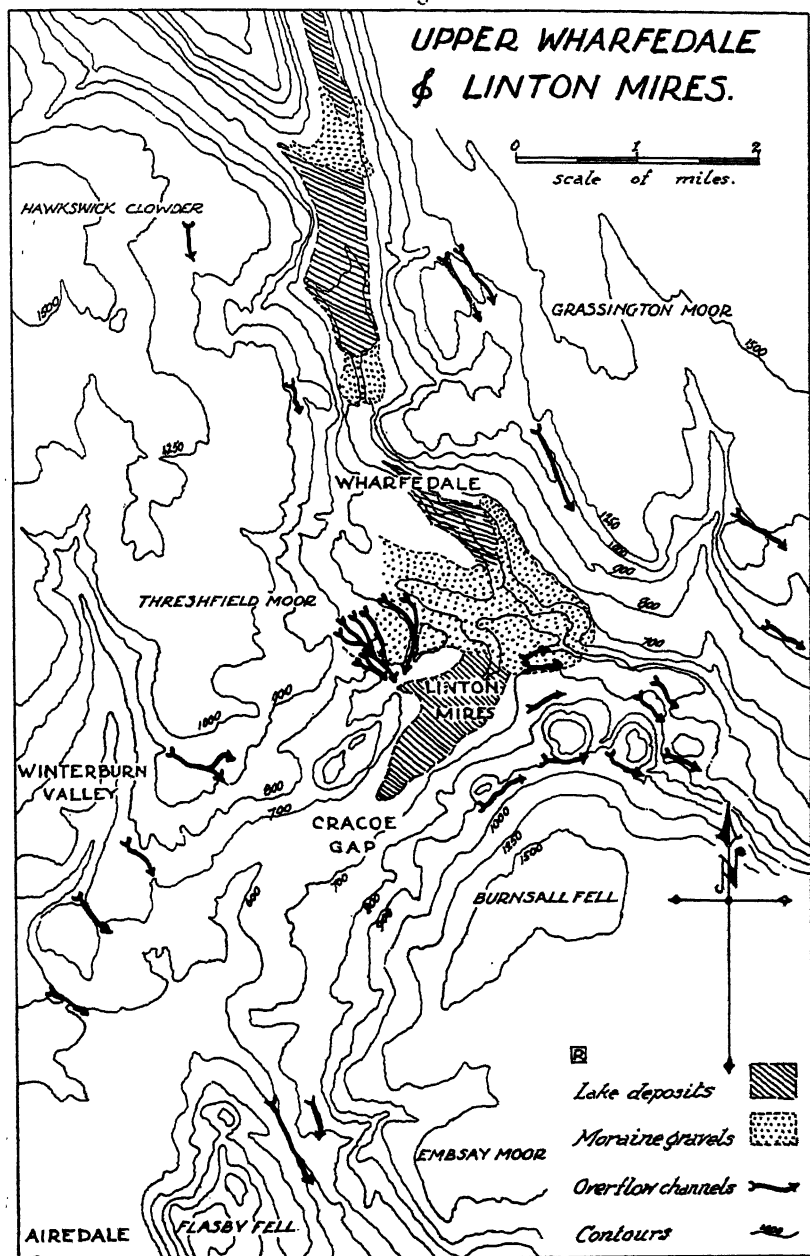 UPPER WHARFEDALE
& LINTON MIRES.
0 1 2
scale of miles.
HAWKSWICK CLOWDER
GRASSINGTON MOOR
1500
1500
1250
WHARFEDALE
1250
1000
900
800
THRESHFIELD MOOR
700
LINTON
MIRES
900
1000
WINTERBURN
VALLEY
800
700
CRACOE
GAP
1000
1250
1500
700
800
900
600
BURNSALL FELL
N
R
Lake deposits
Moraine gravels
EMBSAY MOOR
Overflow channels
FLASBY FELL
AIREDALE
Contours
1000